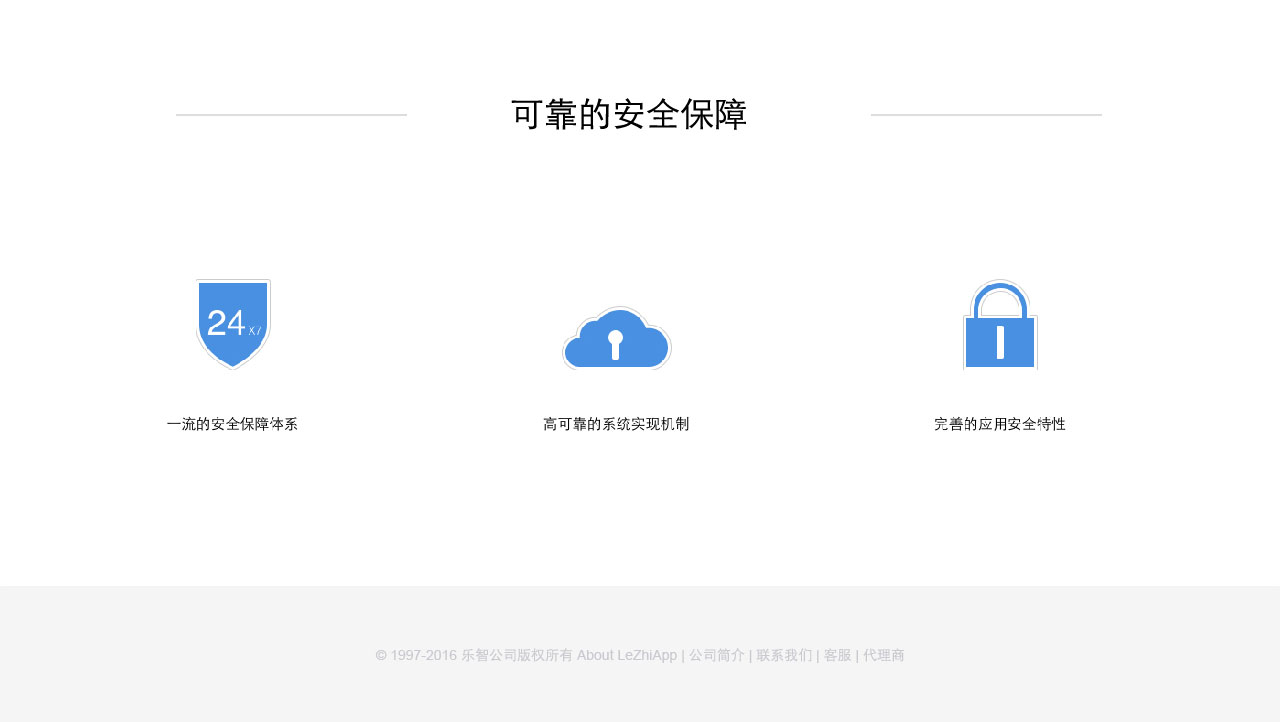 可靠的安全保障
24 X/
一流的安全保障体系
高可靠的系统实现机制
完善的应用安全特性
© 1997-2016 乐智公司版权所有 About LeZhiApp | 公司簡介 | 联系我们 | 客服 | 代理商